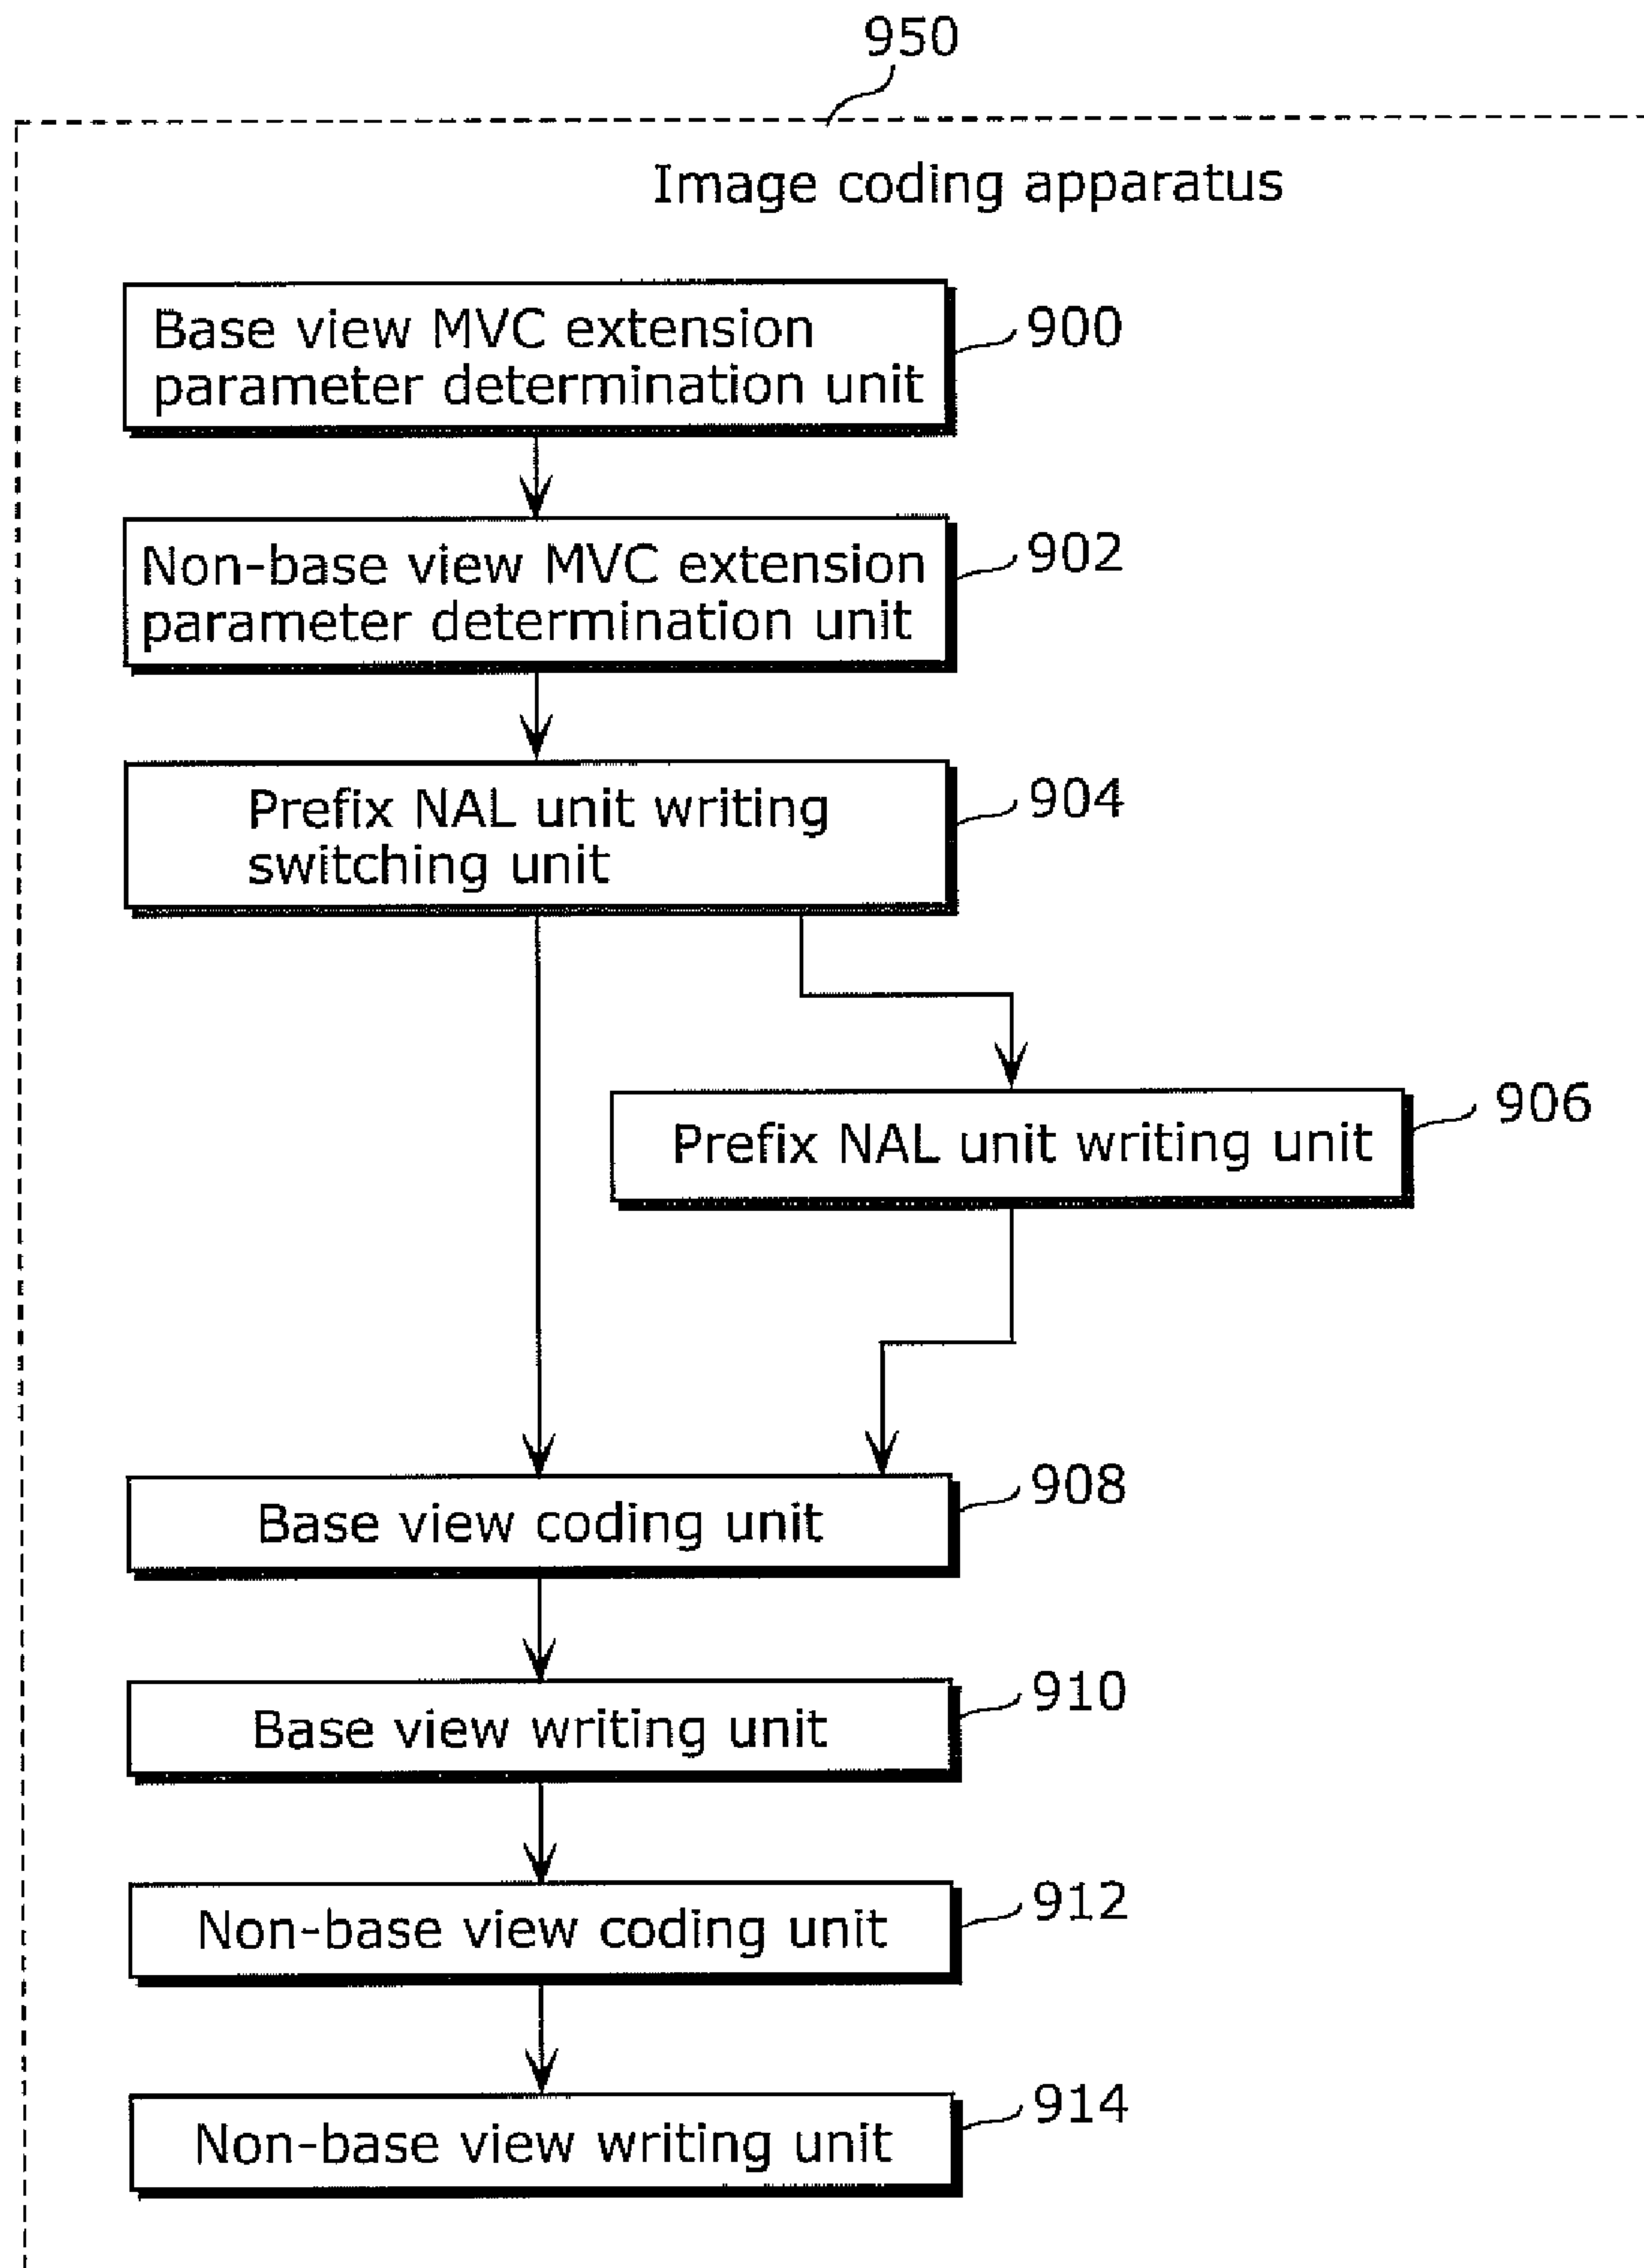 950
Image coding apparatus
Base view MVC extension
parameter determination unit
900
Non-base view MVC extension
parameter determination unit
902
Prefix NAL unit writing
switching unit
904
Prefix NAL unit writing unit
906
Base view coding unit
908
Base view writing unit
910
Non-base view coding unit
912
Non-base view writing unit
914